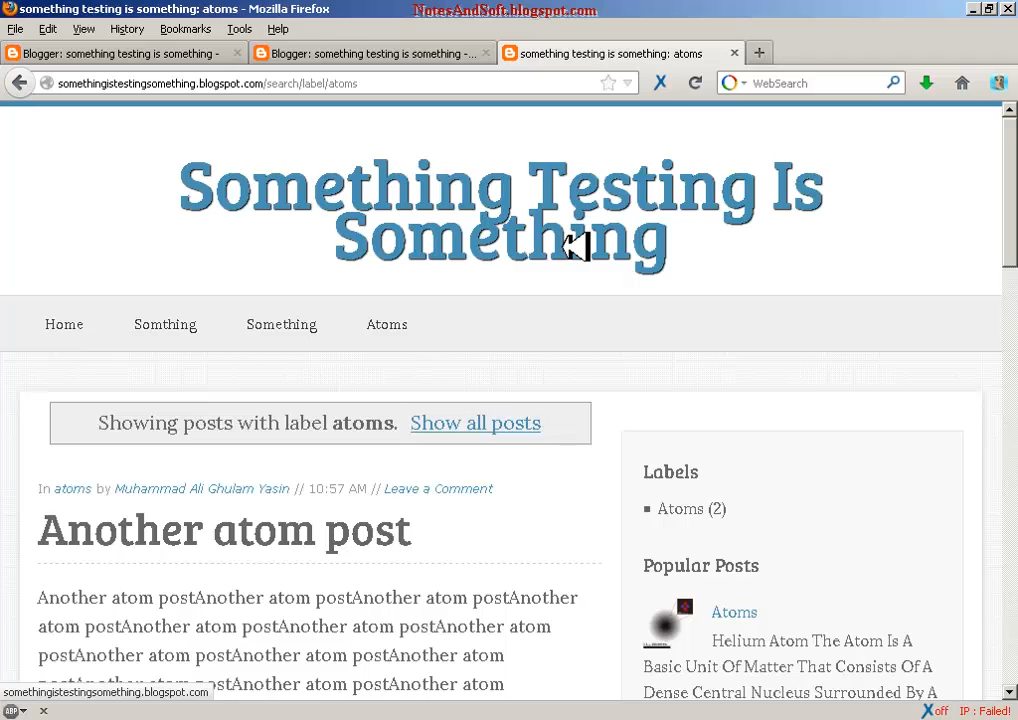 something testing is something: atoms - Mozilla Firefox
NotesAndSoft.blogspot.com
File Edit View History Bookmarks Tools Help
Blogger: something testing is something - 
Blogger: something testing is something -...
something testing is something: atoms
somethingistestingsomething.blogspot.com/search/label/atoms
WebSearch
Something Testing Is
Something
Home Somthing Something Atoms
Showing posts with label atoms. Show all posts
In atoms by Muhammad Ali Ghulam Yasin // 10:57 AM // Leave a Comment
Another atom post
Another atom postAnother atom postAnother atom postAnother
atom postAnother atom postAnother atom postAnother atom
postAnother atom postAnother atom postAnother atom
postAnother atom postAnother atom postAnother atom
Labels
Atoms (2)
Popular Posts
Atoms
Helium Atom The Atom Is A
Basic Unit Of Matter That Consists Of A
Dense Central Nucleus Surrounded By A
somethingistestingsomething.blogspot.com
ABP
X off IP : Failed!